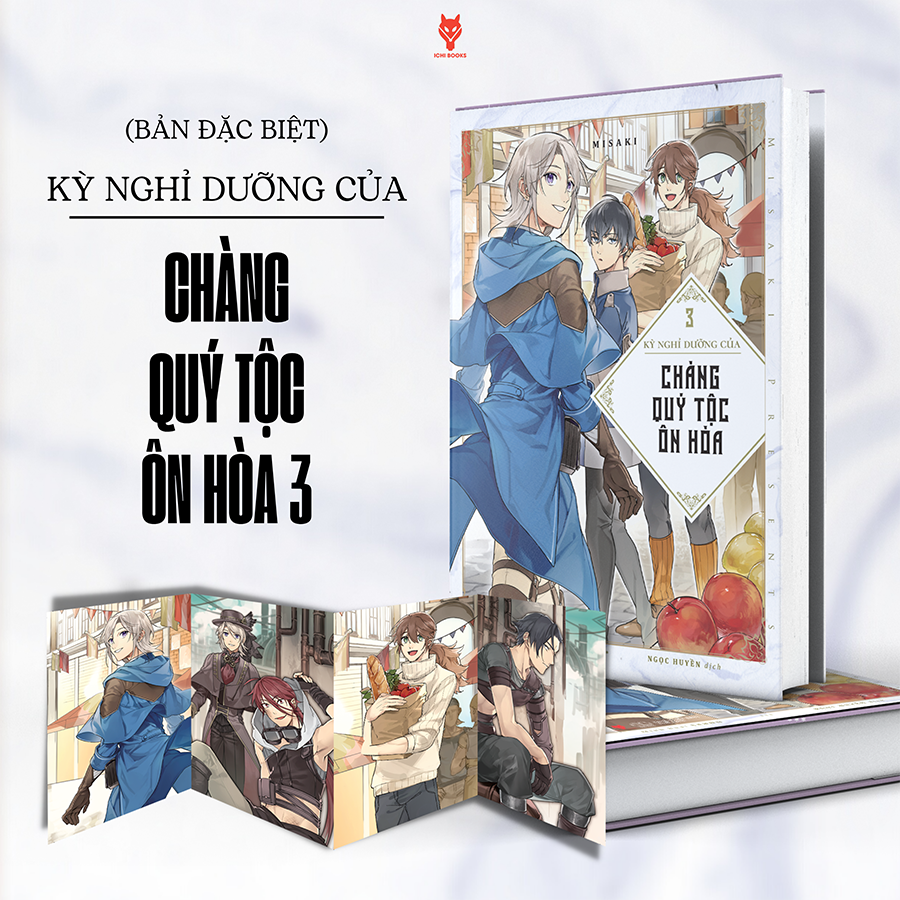 ICHI BOOKS
(BẢN ĐẶC BIỆT)
KỲ NGHỈ DƯỠNG CỦA
CHÀNG
QUÝ TỘC
ÔN HÒA 3
MISAKI
3
KỲ NGHỈ DƯỠNG CỦA
CHÀNG
QUÝ TỘC
ÔN HÒA
MISAKI PRESENTS
NGỌC HUYỀN dịch